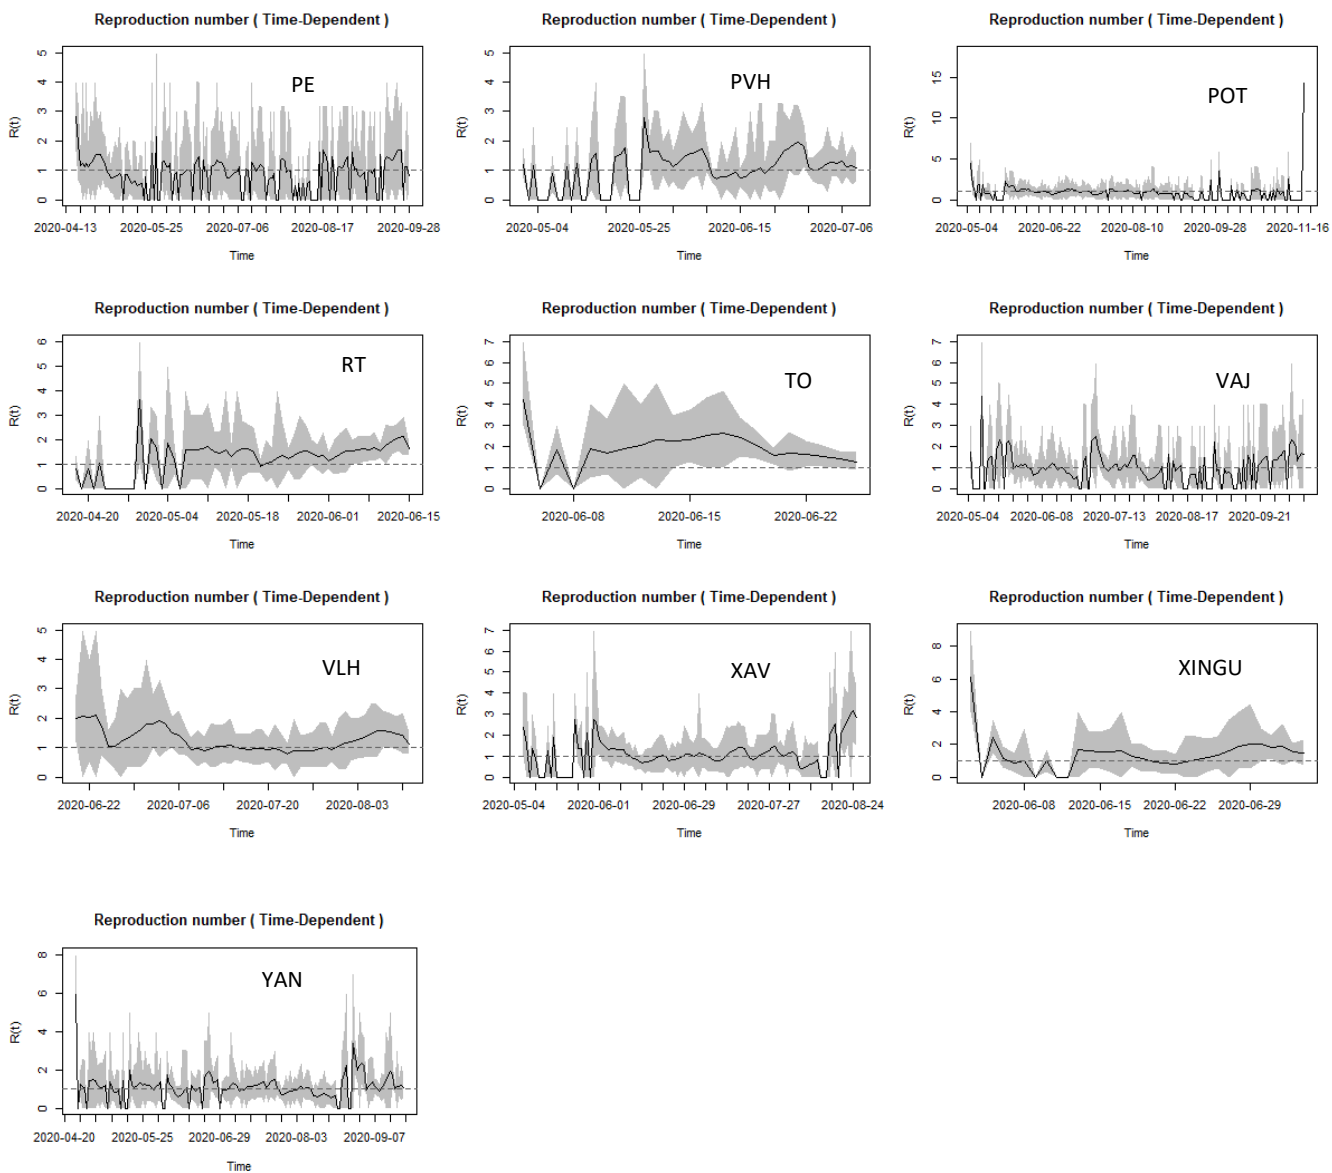 Reproduction number ( Time-Dependent )
Reproduction number ( Time-Dependent )
Reproduction number ( Time-Dependent )
R(t)
0 1 2 3 4 5
PE
2020-04-13 2020-05-25 2020-07-06 2020-08-17 2020-09-28
Time
R(t)
0 1 2 3 4 5
PVH
2020-05-04 2020-05-25 2020-06-15 2020-07-06
Time
R(t)
0 5 10 15
POT
2020-05-04 2020-06-22 2020-08-10 2020-09-28 2020-11-16
Time
Reproduction number ( Time-Dependent )
Reproduction number ( Time-Dependent )
Reproduction number ( Time-Dependent )
R(t)
0 1 2 3 4 5 6
RT
2020-04-20 2020-05-04 2020-05-18 2020-06-01 2020-06-15
Time
R(t)
0 1 2 3 4 5 6 7
TO
2020-06-08 2020-06-15 2020-06-22
Time
R(t)
0 1 2 3 4 5 6 7
VAJ
2020-05-04 2020-06-08 2020-07-13 2020-08-17 2020-09-21
Time
Reproduction number ( Time-Dependent )
Reproduction number ( Time-Dependent )
Reproduction number ( Time-Dependent )
R(t)
0 1 2 3 4 5
VLH
2020-06-22 2020-07-06 2020-07-20 2020-08-03
Time
R(t)
0 1 2 3 4 5 6 7
XAV
2020-05-04 2020-06-01 2020-06-29 2020-07-27 2020-08-24
Time
R(t)
0 2 4 6 8
XINGU
2020-06-08 2020-06-15 2020-06-22 2020-06-29
Time
Reproduction number ( Time-Dependent )
R(t)
0 2 4 6 8
YAN
2020-04-20 2020-05-25 2020-06-29 2020-08-03 2020-09-07
Time